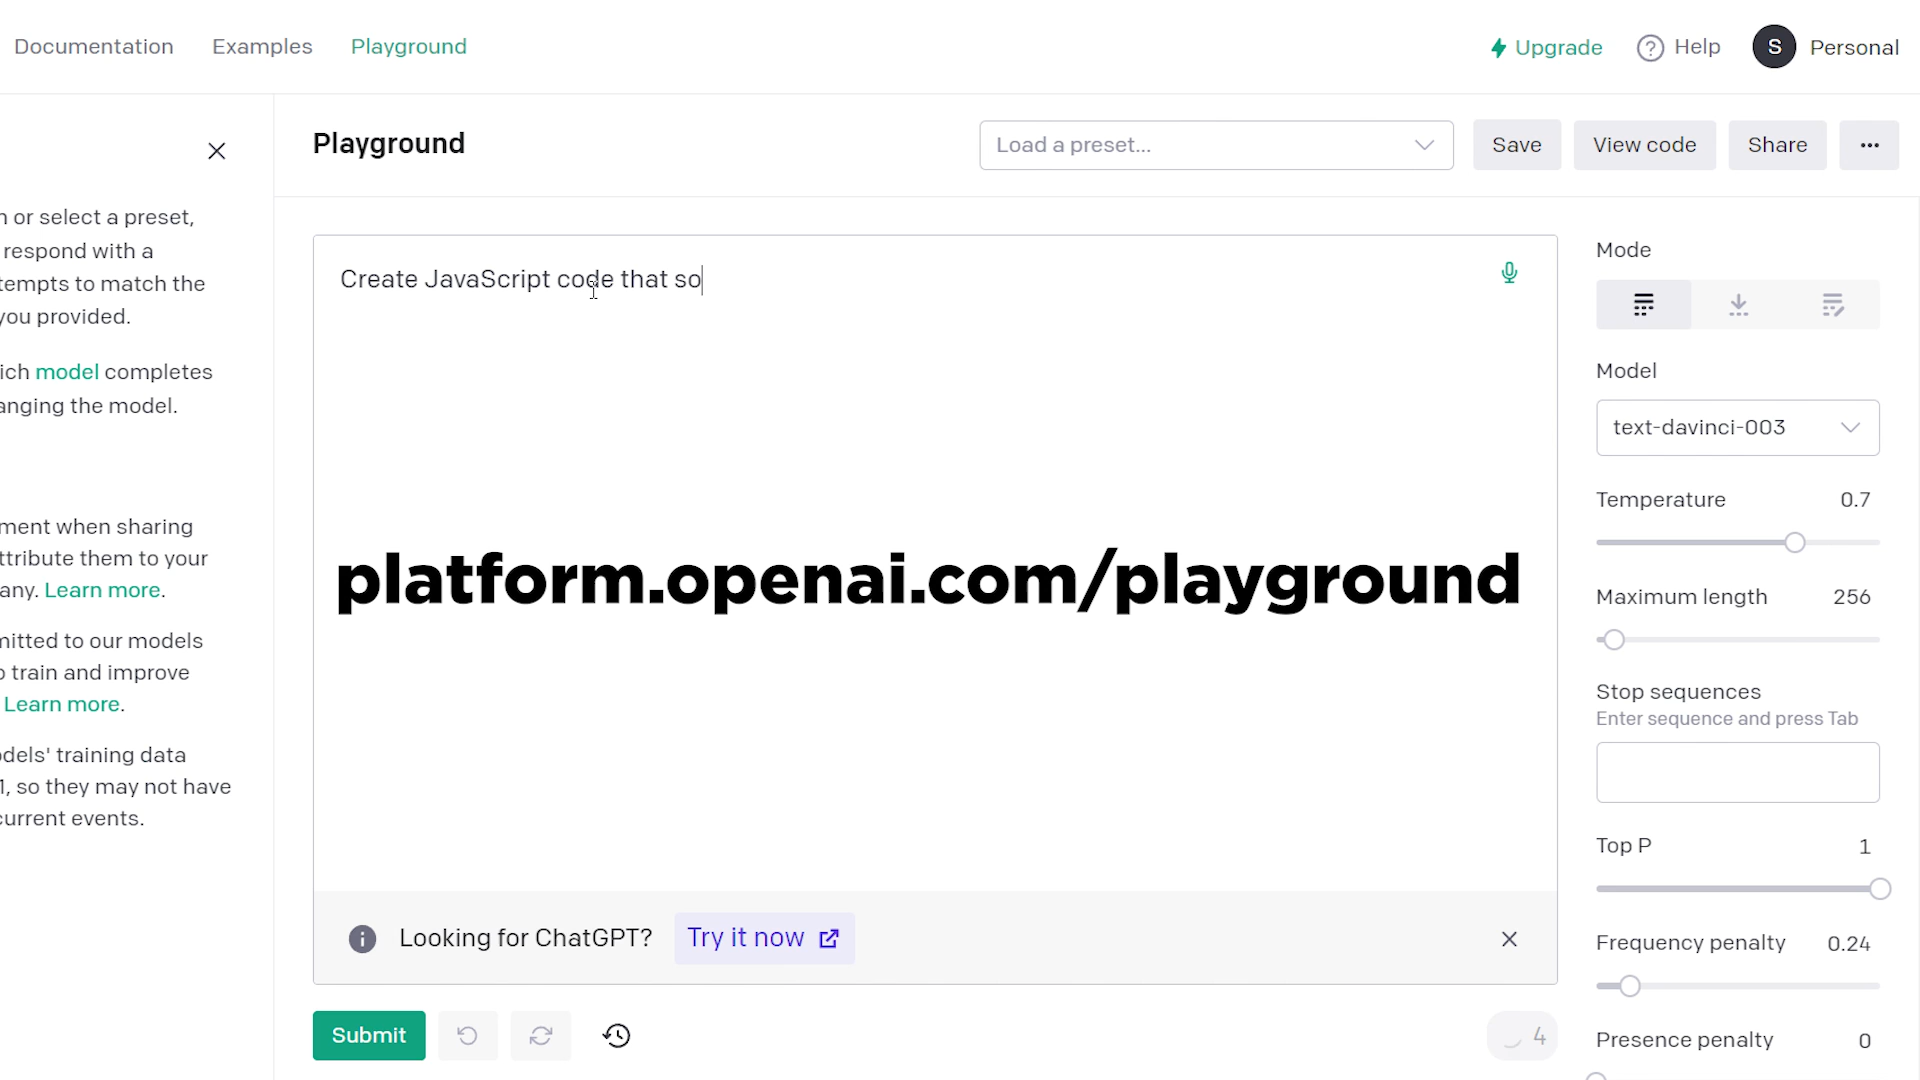 Documentation Examples Playground
Upgrade Help S Personal
Playground
Load a preset...
Save
View code
Share
or select a preset,
respond with a
tempts to match the
you provided.
ich model completes
anging the model.
ment when sharing
ttribute them to your
any. Learn more.
mitted to our models
o train and improve
Learn more.
dels' training data
1, so they may not have
current events.
Create JavaScript code that so
platform.openai.com/playground
Looking for ChatGPT? Try it now
Submit
4
Mode
Model
text-davinci-003
Temperature 0.7
Maximum length 256
Stop sequences
Enter sequence and press Tab
Top P 1
Frequency penalty 0.24
Presence penalty 0